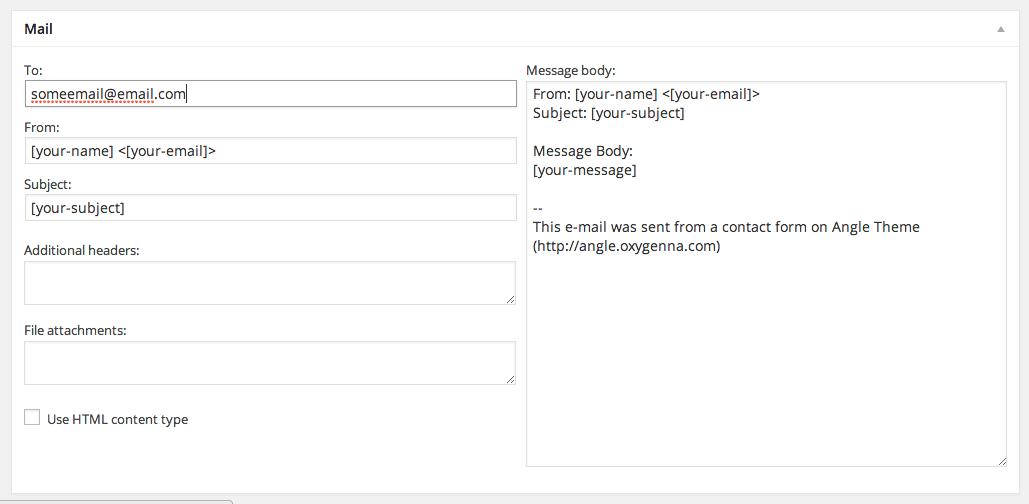 Mail
To:
someemail@email.com
From:
[your-name] <[your-email]>
Subject:
[your-subject]
Additional headers:
File attachments:
Use HTML content type
Message body:
From: [your-name] <[your-email]>
Subject: [your-subject]
Message Body:
[your-message]
--
This e-mail was sent from a contact form on Angle Theme
(http://angle.oxygenna.com)